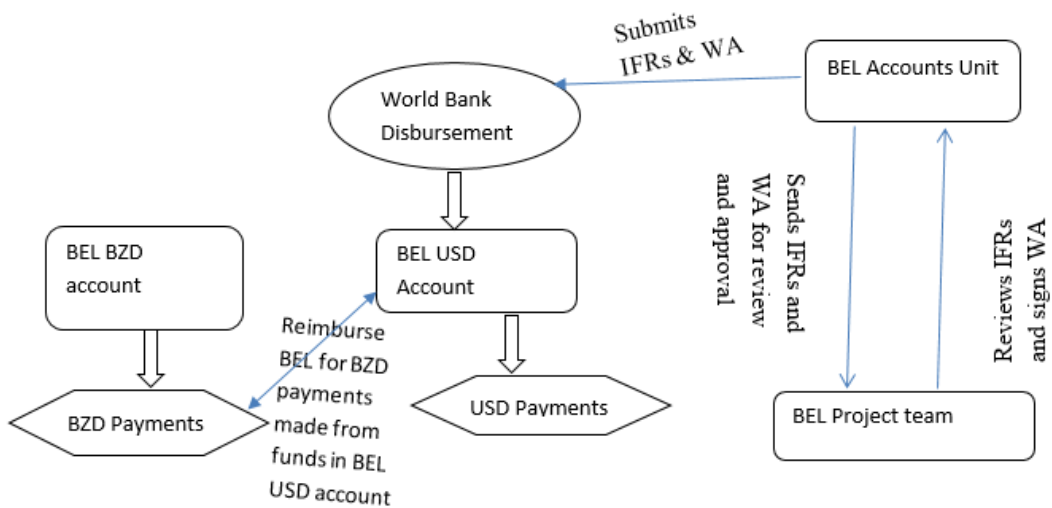 Submits
IFRs & WA
BEL Accounts Unit
World Bank
Disbursement
Sends IFRs and
WA for review
and approval
Reviews IFRs
and signs WA
BEL BZD
account
BEL USD
Account
Reimburse
BEL for BZD
payments
made from
funds in BEL
USD account
BZD Payments
USD Payments
BEL Project team